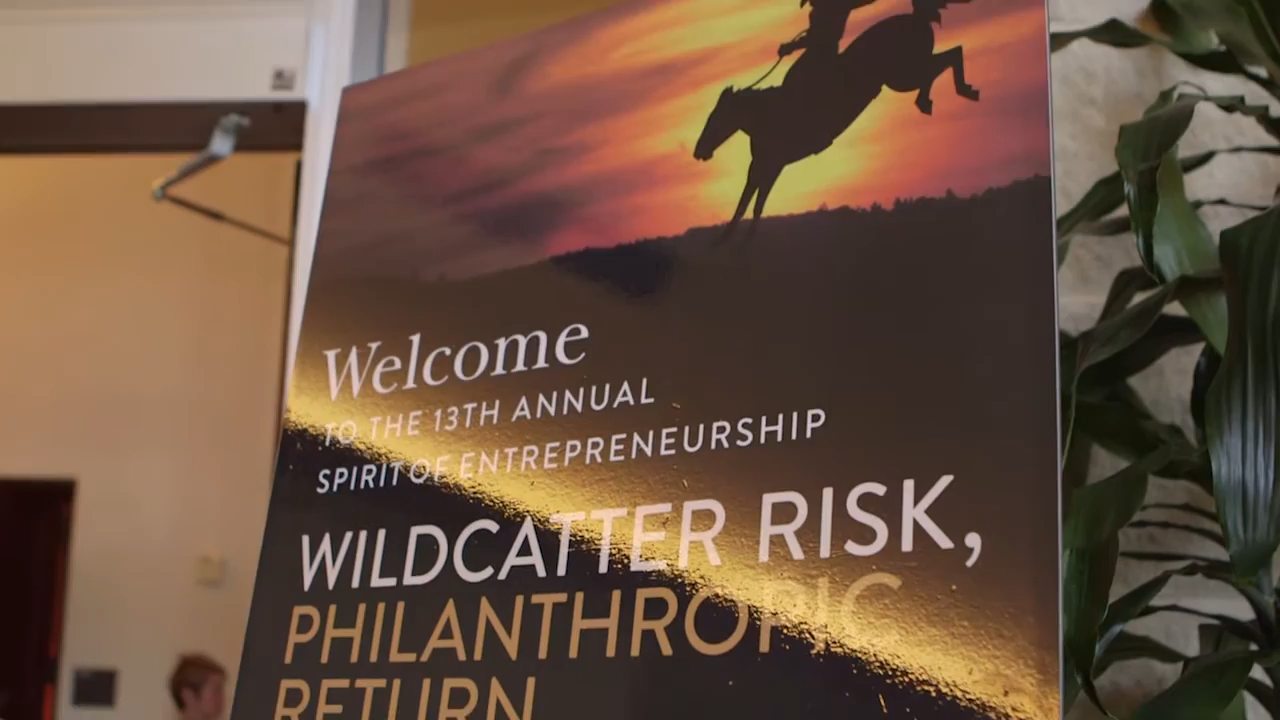 Welcome
TO THE 13TH ANNUAL
SPIRIT OF ENTREPRENEURSHIP
WILDCATTER RISK,
PHILANTHROPIC
RETURN